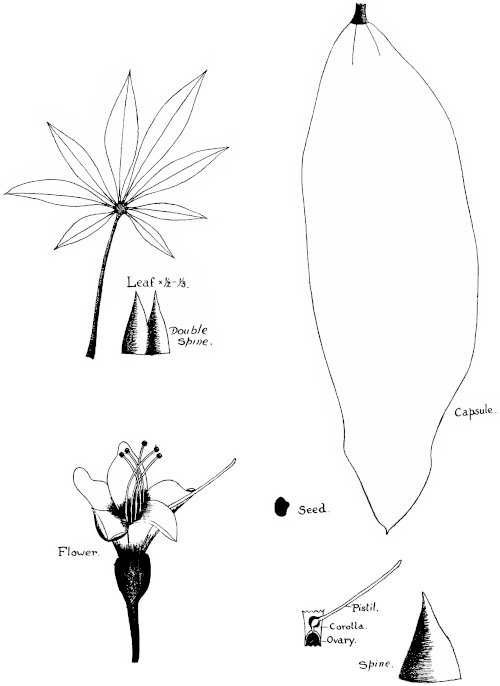 Leaf × ½ - ⅓.
Double
Spine.
Capsule.
Seed.
Flower.
Pistil.
Corolla.
Ovary.
Spine.